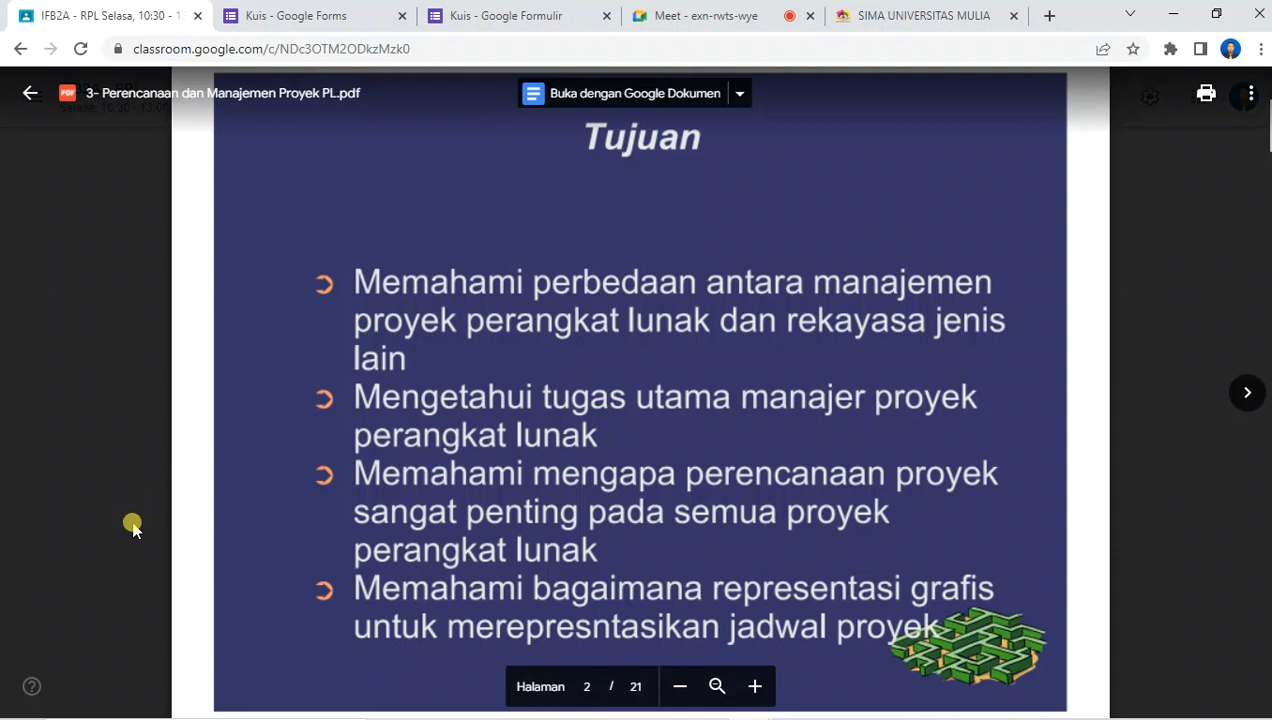 IFB2A - RPL Selasa, 10:30 - 1
Kuis - Google Forms
Kuis - Google Formulir
Meet - exn-rwts-wye
SIMA UNIVERSITAS MULIA
classroom.google.com/c/NDc3OTM2ODkzMzk0
PDF
3- Perencanaan dan Manajemen Proyek PL.pdf
Buka dengan Google Dokumen
Tujuan
Memahami perbedaan antara manajemen
proyek perangkat lunak dan rekayasa jenis
lain
Mengetahui tugas utama manajer proyek
perangkat lunak
Memahami mengapa perencanaan proyek
sangat penting pada semua proyek
perangkat lunak
Memahami bagaimana representasi grafis
untuk merepresntasikan jadwal proyek
Halaman 2 / 21